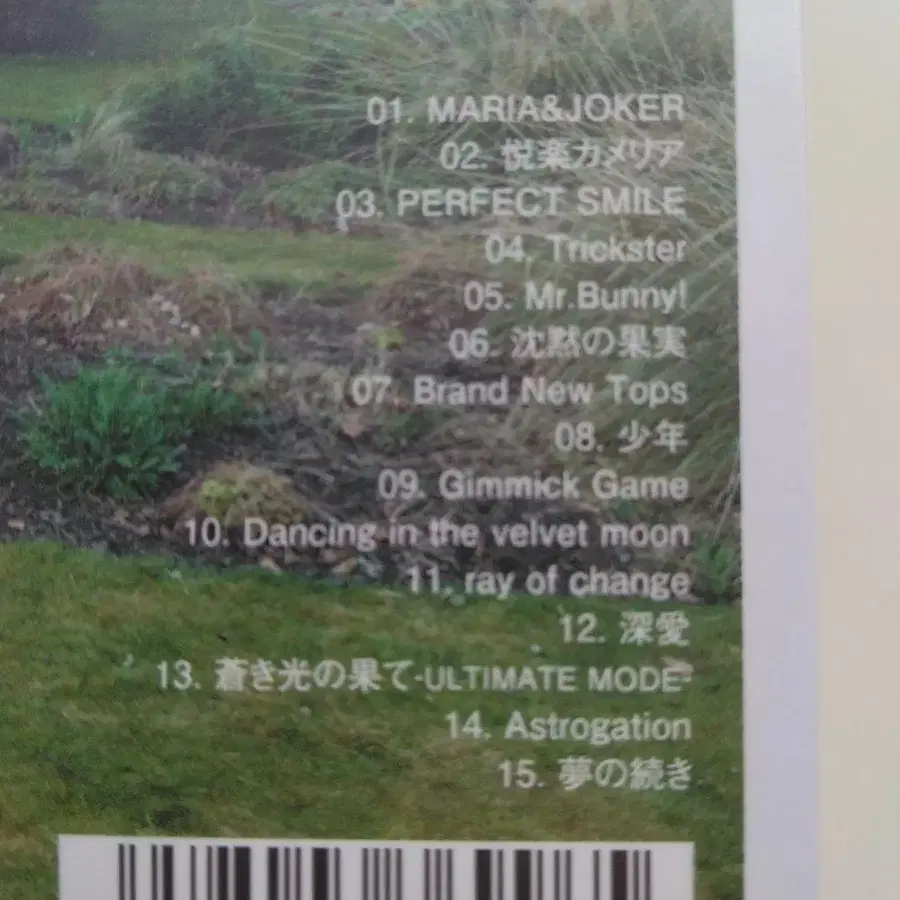 01. MARIA&JOKER
02. 悦楽カメリア
03. PERFECT SMILE
04. Trickster
05. Mr.Bunny!
06. 沈黙の果実
07. Brand New Tops
08. 少年
09. Gimmick Game
10. Dancing in the velvet moon
11. ray of change
12. 深愛
13. 蒼き光の果て-ULTIMATE MODE-
14. Astrogation
15. 夢の続き